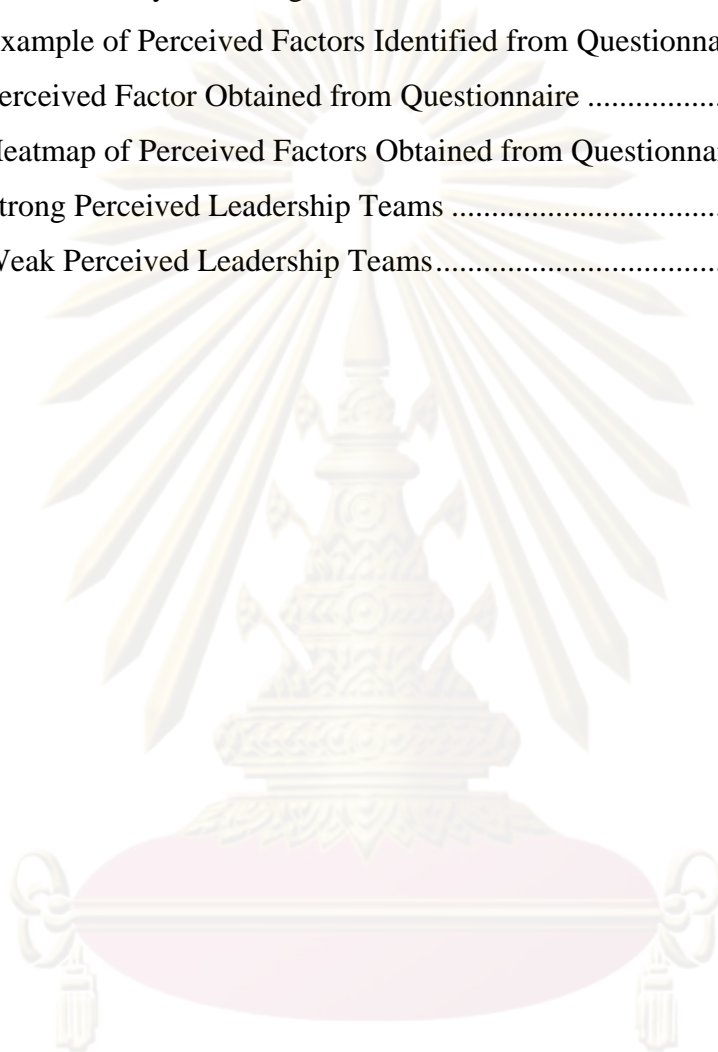 xample of Perceived Factors Identified from Questionna
erceived Factor Obtained from Questionnaire ................
eatmap of Perceived Factors Obtained from Questionnai
trong Perceived Leadership Teams .................................
Weak Perceived Leadership Teams...................................